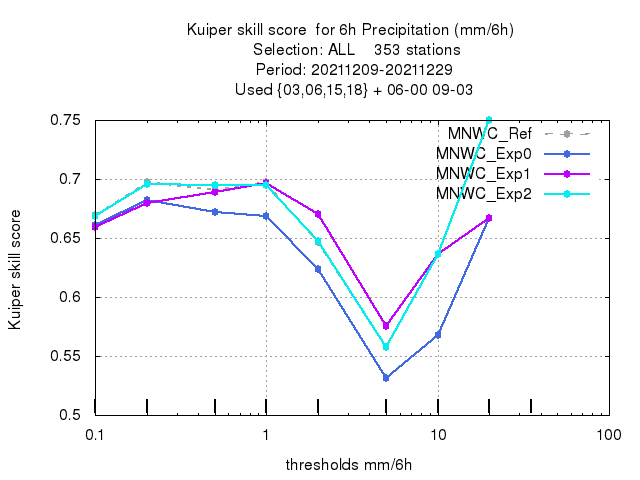 Kuiper skill score  for 6h Precipitation (mm/6h)
Selection: ALL    353 stations
Period: 20211209-20211229
Used {03,06,15,18} + 06-00 09-03
0.75
0.7
0.65
0.6
0.55
0.5
Kuiper skill score
MNWC_Ref
MNWC_Exp0
MNWC_Exp1
MNWC_Exp2
0.1
1
10
100
thresholds mm/6h